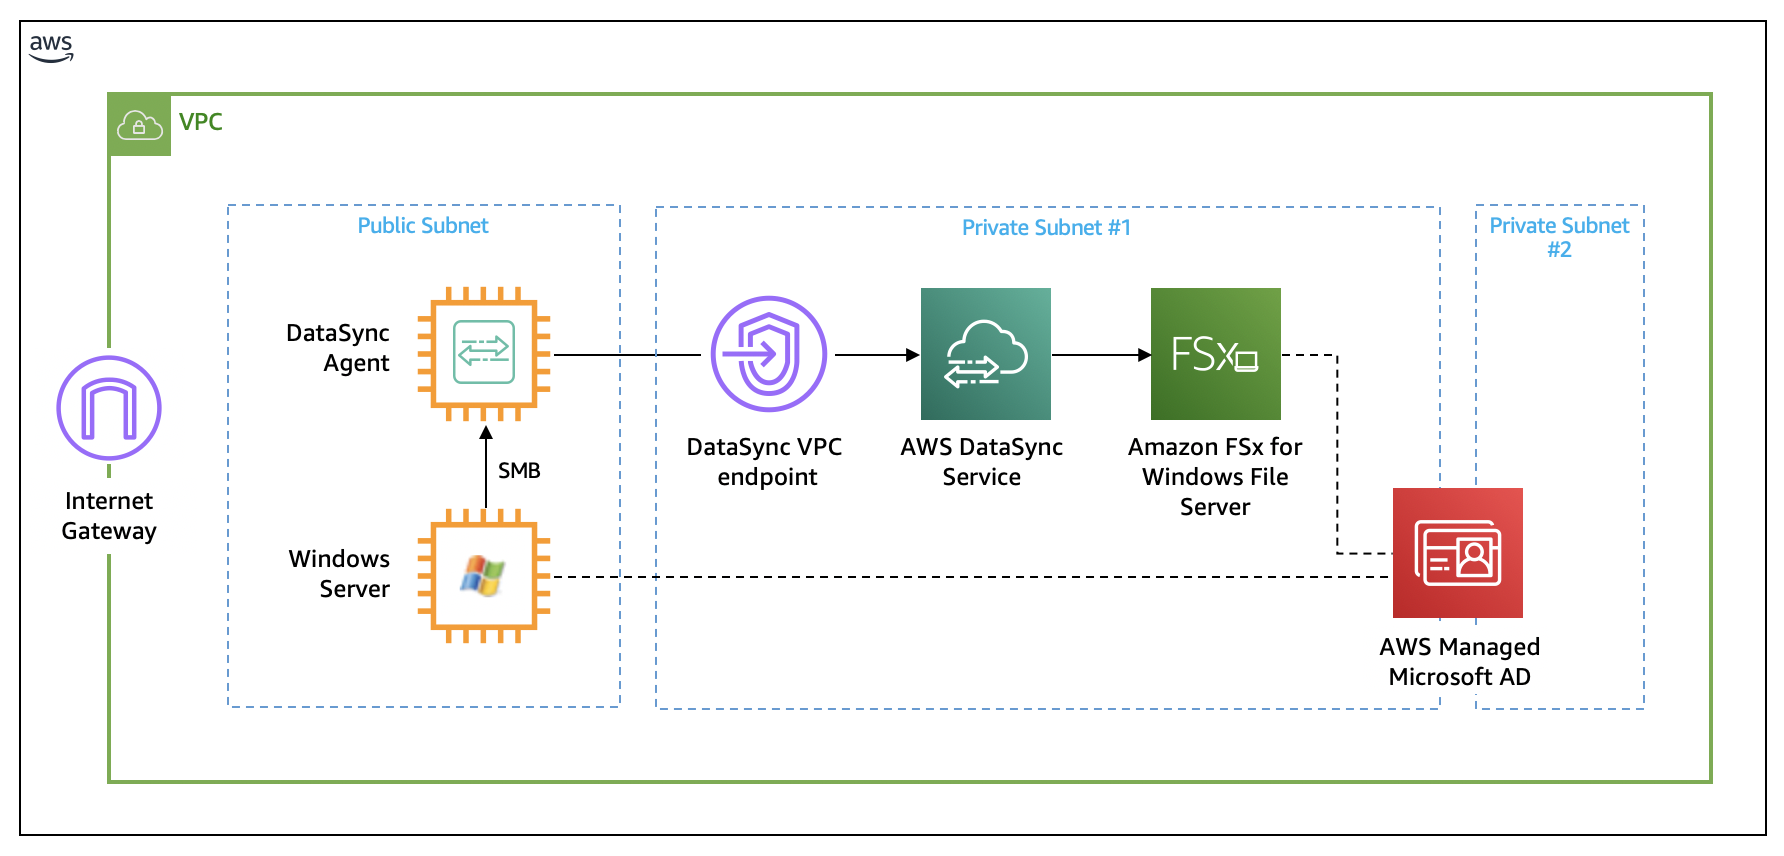 aws
VPC
Public Subnet
Private Subnet #1
Private Subnet
#2
DataSync
Agent
SMB
Windows
Server
Internet
Gateway
DataSync VPC
endpoint
AWS DataSync
Service
FSx
Amazon FSx for
Windows File
Server
AWS Managed
Microsoft AD